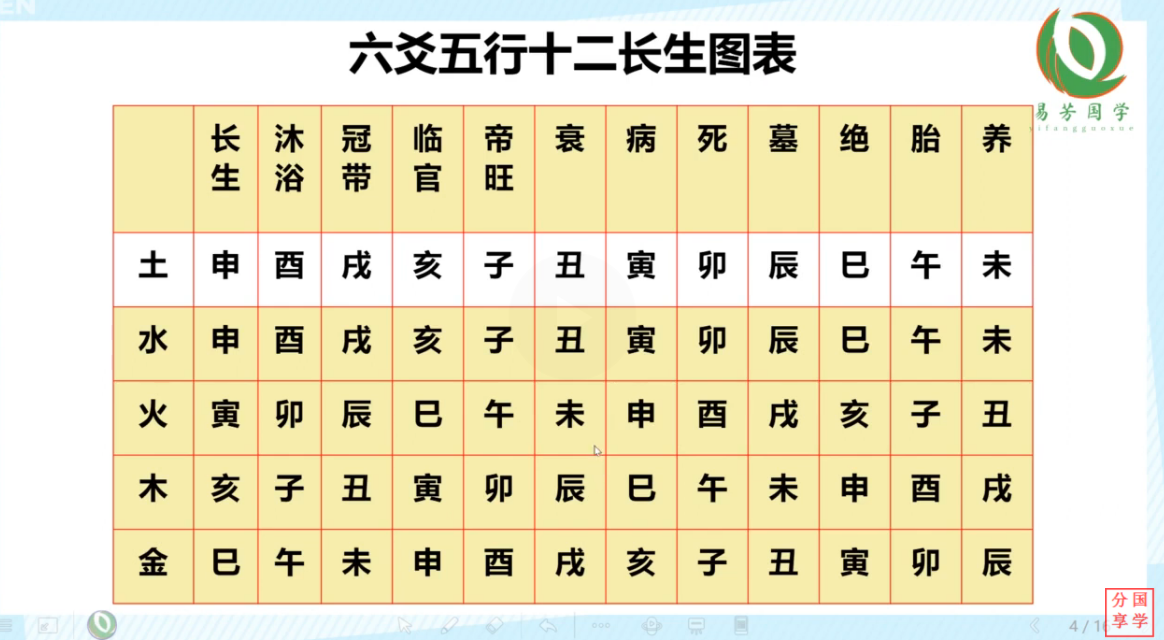 EN
六爻五行十二长生图表
易芳国学
yifangguoxue
长生 沐浴 冠带 临官 帝旺 衰 病 死 墓 绝 胎 养
土 申 酉 戌 亥 子 丑 寅 卯 辰 巳 午 未
水 申 酉 戌 亥 子 丑 寅 卯 辰 巳 午 未
火 寅 卯 辰 巳 午 未 申 酉 戌 亥 子 丑
木 亥 子 丑 寅 卯 辰 巳 午 未 申 酉 戌
金 巳 午 未 申 酉 戌 亥 子 丑 寅 卯 辰
4 / 16
分国
享学